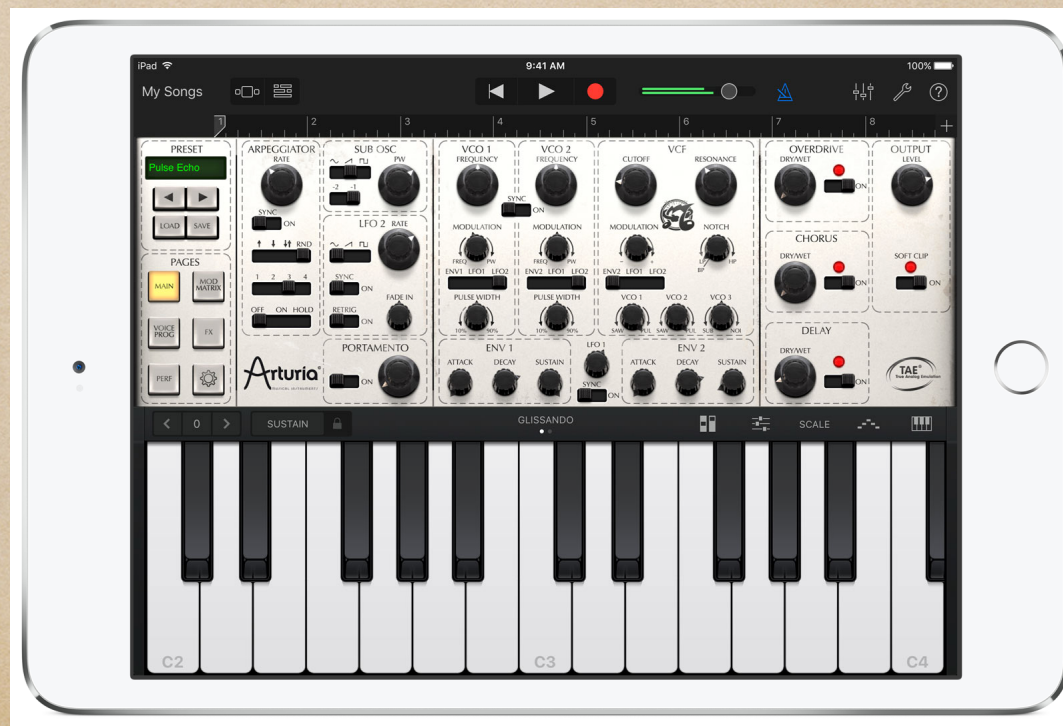 iPad 9:41 AM 100%
My Songs
1 2 3 4 5 6 7 8
PRESET
Pulse Echo
LOAD SAVE
PAGES
MAIN MOD MATRIX
VOICE PROG FX
PERF
ARPEGGIATOR
RATE
SYNC
ON
RND
1 2 3 4
OFF ON HOLD
Arturia
SUB OSC
PW
-2 -1
LFO 2 RATE
SYNC
ON
FADE IN
RETRIG
ON
PORTAMENTO
ON
VCO 1
FREQUENCY
VCO 2
FREQUENCY
SYNC
ON
MODULATION
FREQ PW
MODULATION
FREQ PW
ENV1 LFO1 LFO2
ENV2 LFO1 LFO2
PULSE WIDTH
10% 90%
PULSE WIDTH
10% 90%
VCF
CUTOFF RESONANCE
MODULATION NOTCH
- +
LP HP
BP
ENV2 LFO1 LFO2
VCO 1 VCO 2 VCO 3
SAW PUL SAW PUL SUB NOI
ENV 1
ATTACK DECAY SUSTAIN
LFO 1
SYNC
ON
ENV 2
ATTACK DECAY SUSTAIN
OVERDRIVE
DRY/WET
ON
CHORUS
DRY/WET
ON
DELAY
DRY/WET
ON
OUTPUT
LEVEL
SOFT CLIP
ON
TAE®
True Analog Emulation
0 SUSTAIN GLISSANDO SCALE
C2 C3 C4